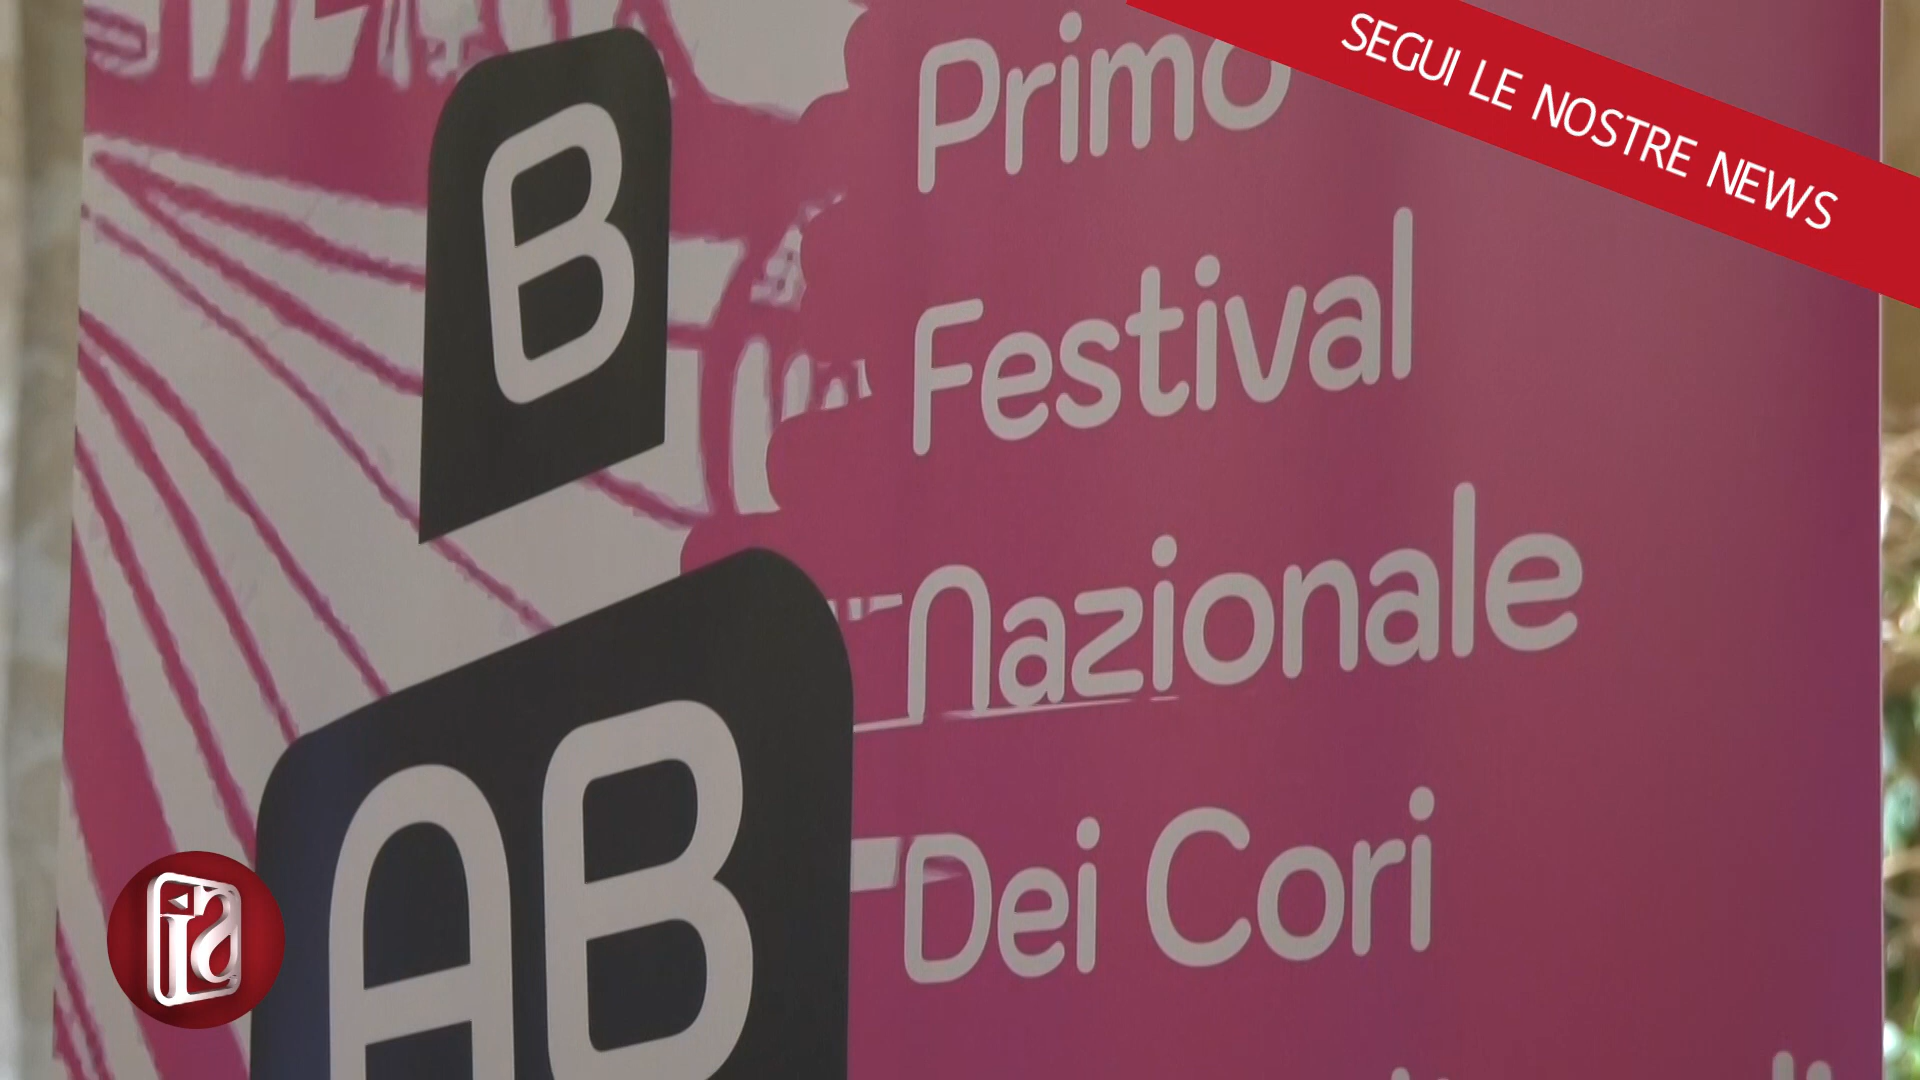 SEGUI LE NOSTRE NEWS
B
AB
Primo
Festival
Nazionale
Dei Cori